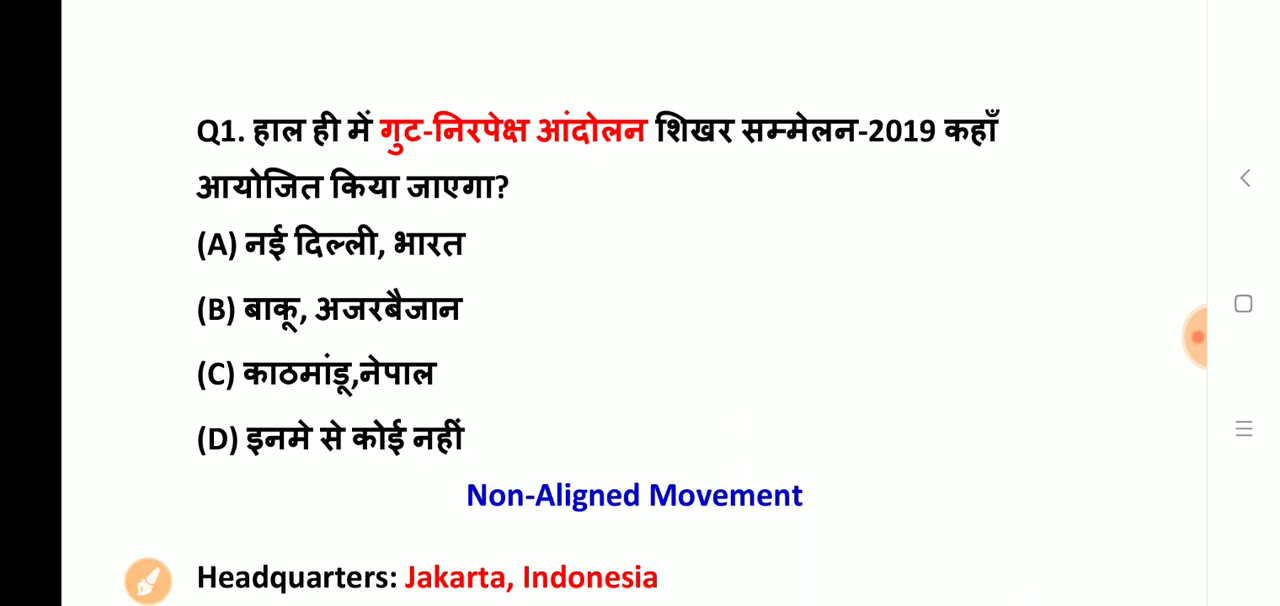 Q1. हाल ही में गुट-निरपेक्ष आंदोलन शिखर सम्मेलन-2019 कहाँ
आयोजित किया जाएगा?
(A) नई दिल्ली, भारत
(B) बाकू, अजरबैजान
(C) काठमांडू,नेपाल
(D) इनमे से कोई नहीं
Non-Aligned Movement
Headquarters: Jakarta, Indonesia